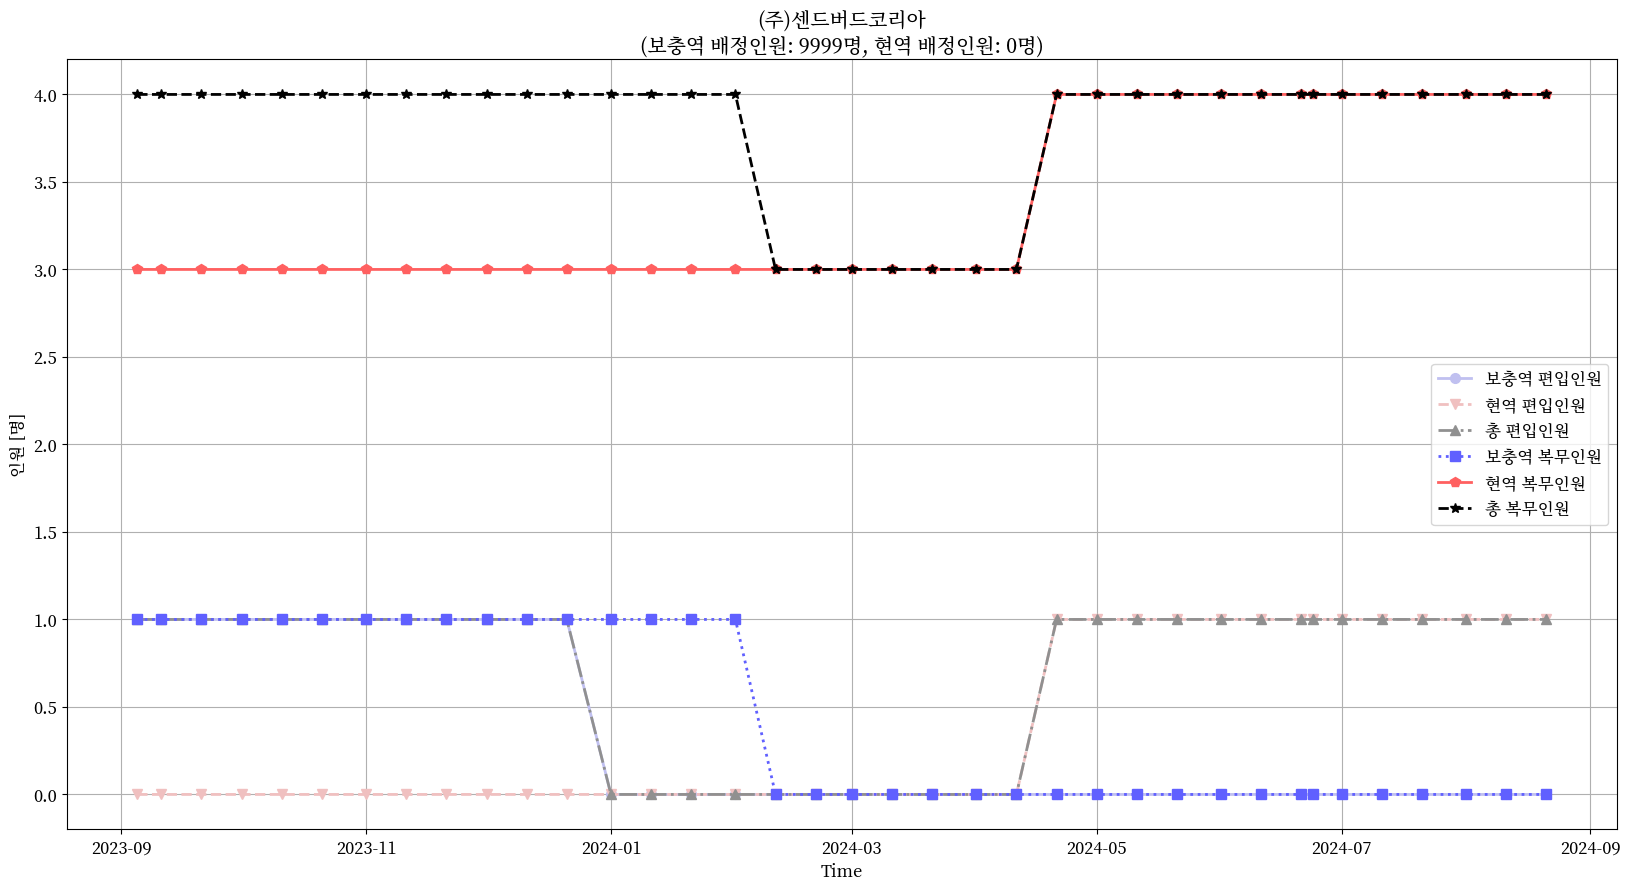 (주)센드버드코리아
(보충역 배정인원: 9999명, 현역 배정인원: 0명)
4.0
3.5
3.0
2.5
2.0
1.5
1.0
0.5
0.0
인원 [명]
보충역 편입인원
현역 편입인원
총 편입인원
보충역 복무인원
현역 복무인원
총 복무인원
2023-09
2023-11
2024-01
2024-03
2024-05
2024-07
2024-09
Time